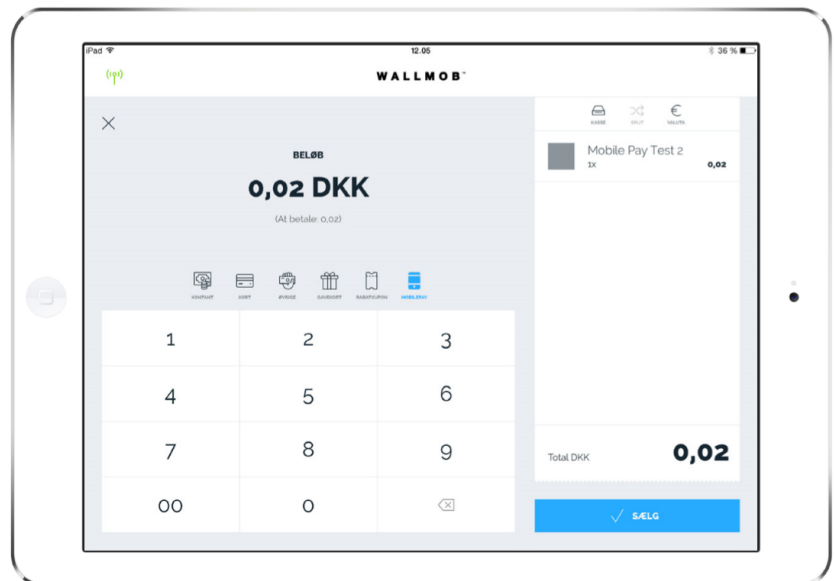 iPad 12.05 36 %
WALLMOB™
KASSE SPLIT VALUTA
BELØB
0,02 DKK
(At betale: 0,02)
Mobile Pay Test 2
1X 0,02
KONTANT KORT ØVRIGE GAVEKORT RABATKUPON MOBILEPAY
1 2 3
4 5 6
7 8 9
00 0
Total DKK 0,02
SÆLG